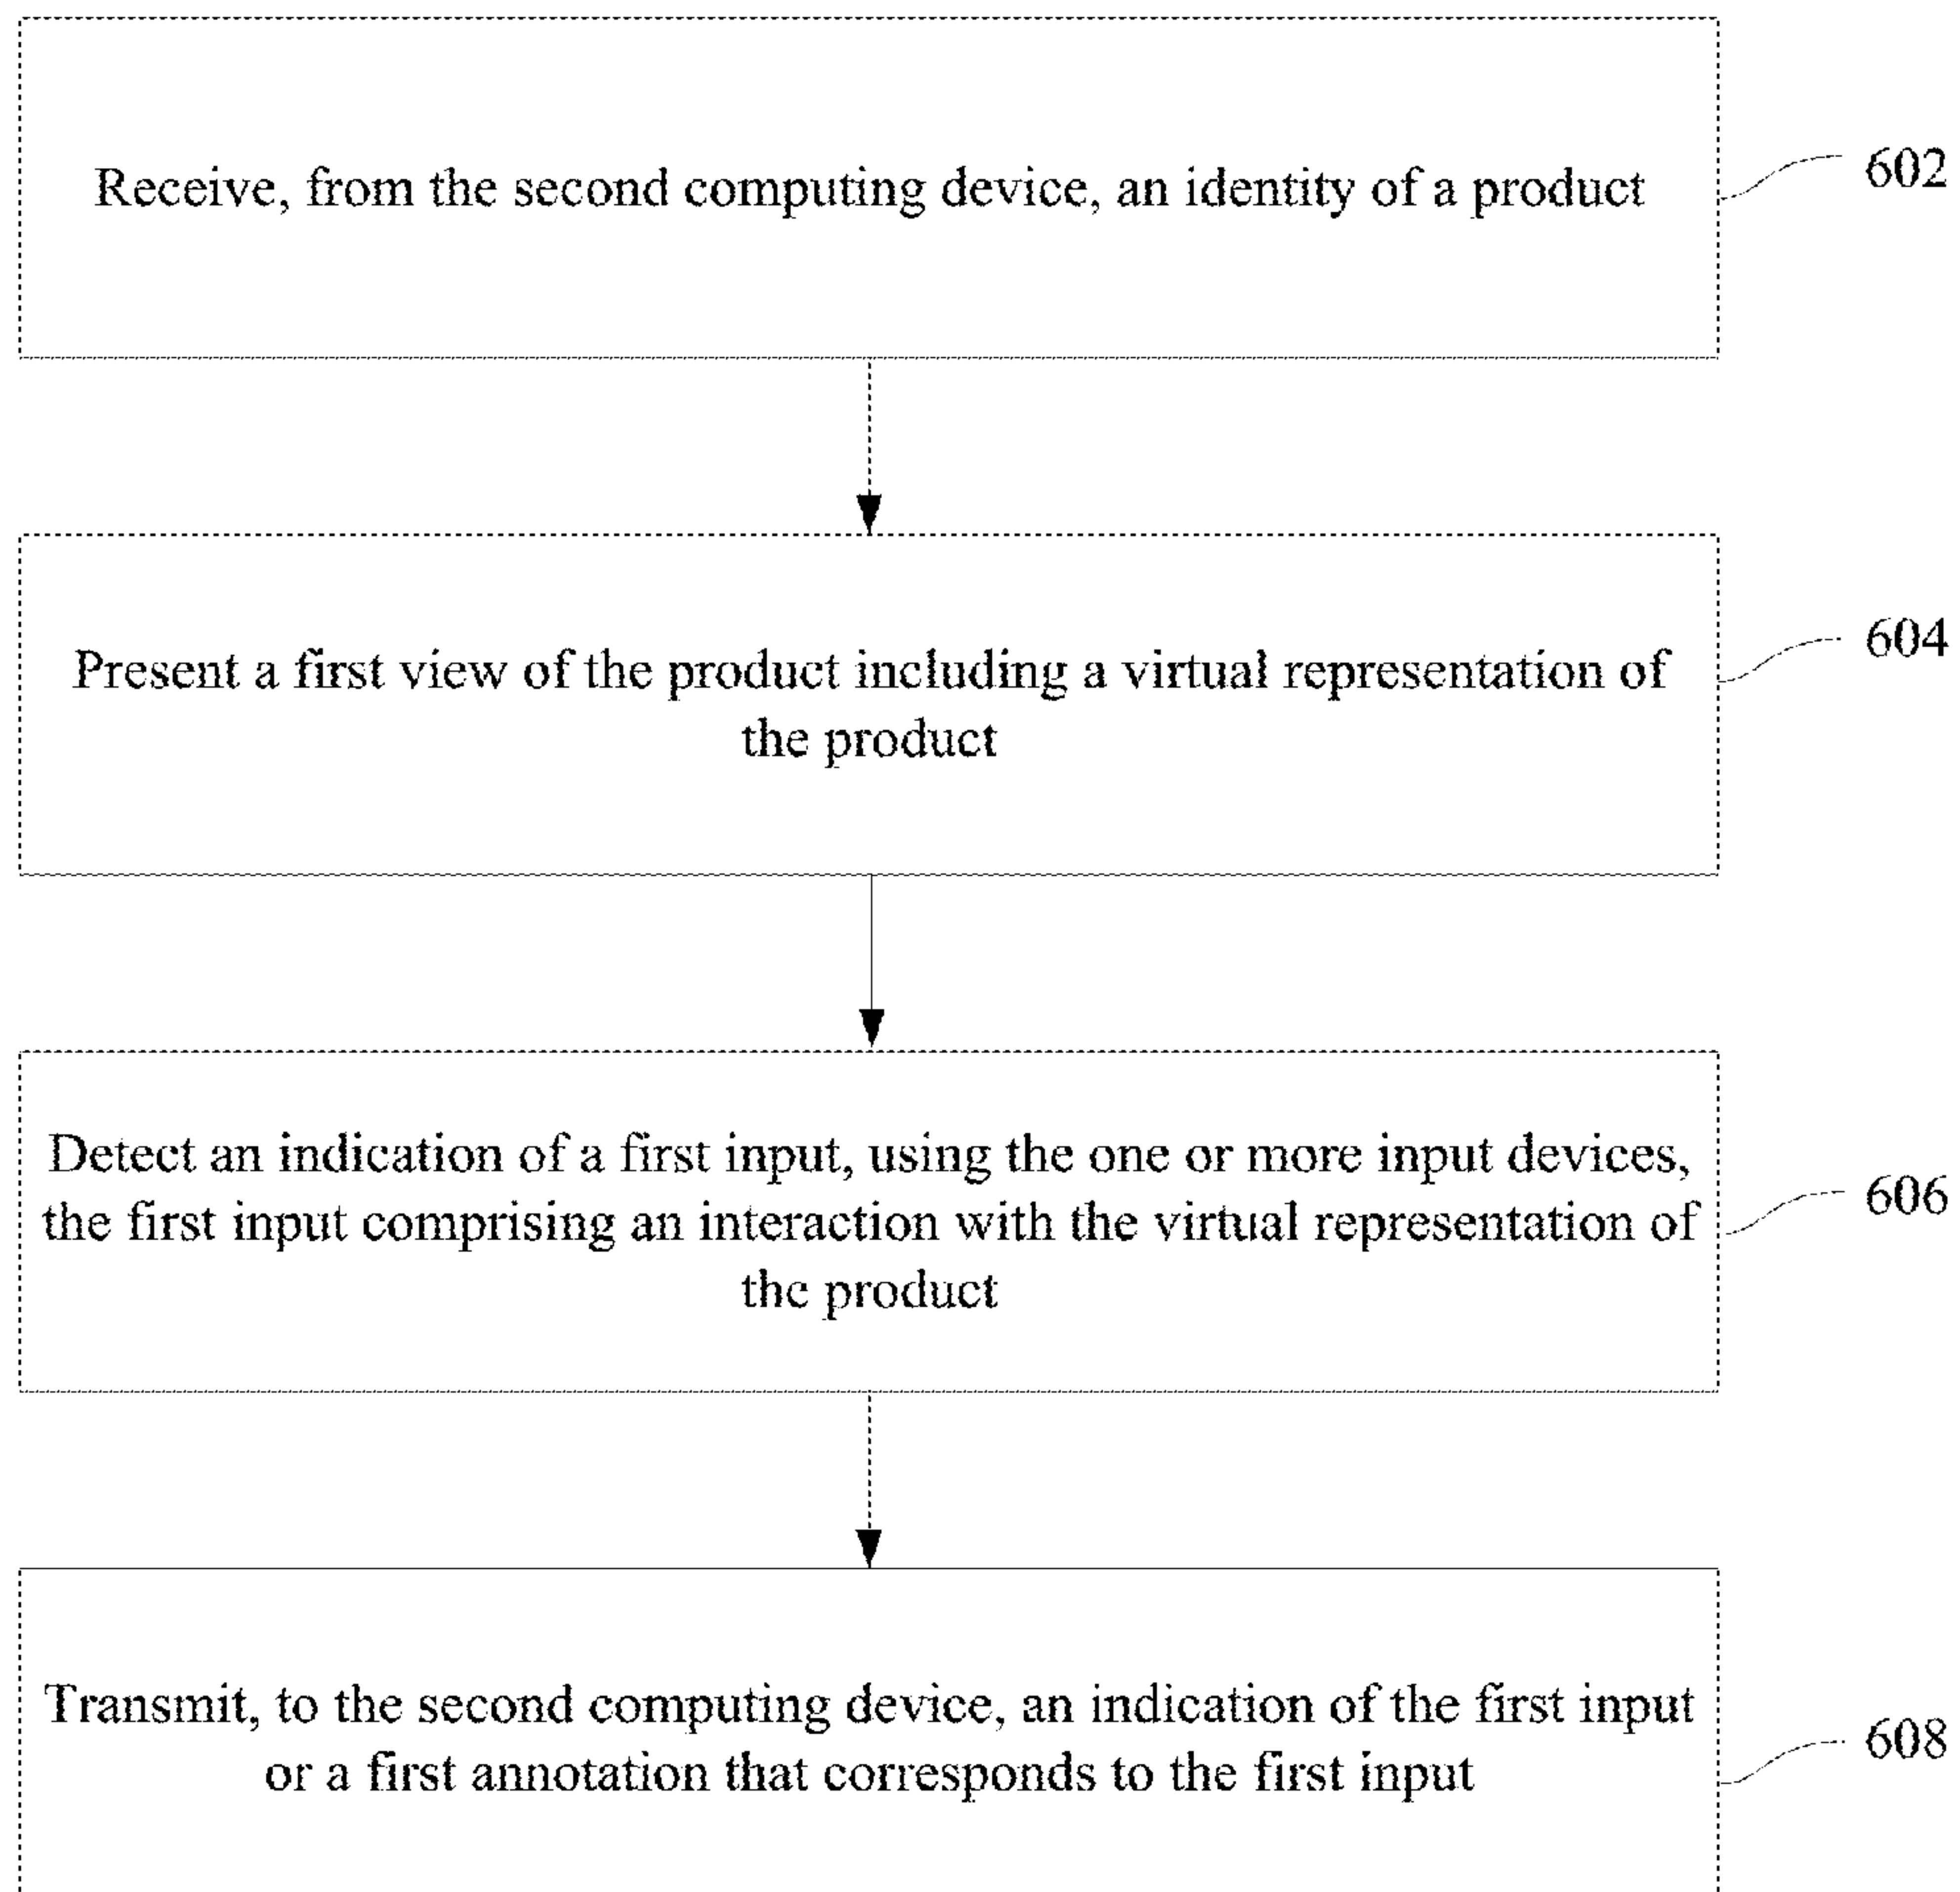 Receive, from the second computing device, an identity of a product
602
Present a first view of the product including a virtual representation of
the product
604
Detect an indication of a first input, using the one or more input devices,
the first input comprising an interaction with the virtual representation of
the product
606
Transmit, to the second computing device, an indication of the first input
or a first annotation that corresponds to the first input
608